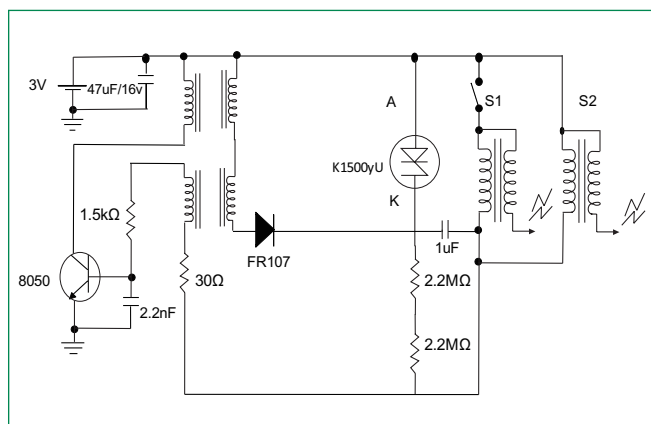 3V
47uF/16v
A
S1
S2
K1500yU
K
1.5kΩ
1uF
FR107
8050
30Ω
2.2MΩ
2.2nF
2.2MΩ